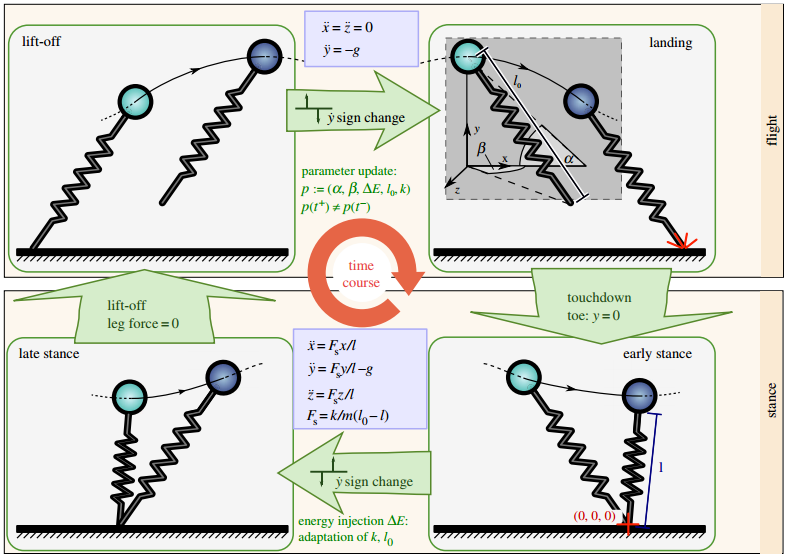 lift-off
ẍ = z̈ = 0
ÿ = −g
landing
l₀
y
β
x
α
z
ẏ sign change
parameter update:
p := (α, β, ΔE, l₀, k)
p(t⁺) ≠ p(t⁻)
flight
time
course
lift-off
leg force = 0
touchdown
toe: y = 0
late stance
ẍ = Fₛx/l
ÿ = Fₛy/l−g
z̈ = Fₛz/l
Fₛ = k/m(l₀−l)
early stance
stance
l
ẏ sign change
(0, 0, 0)
energy injection ΔE:
adaptation of k, l₀